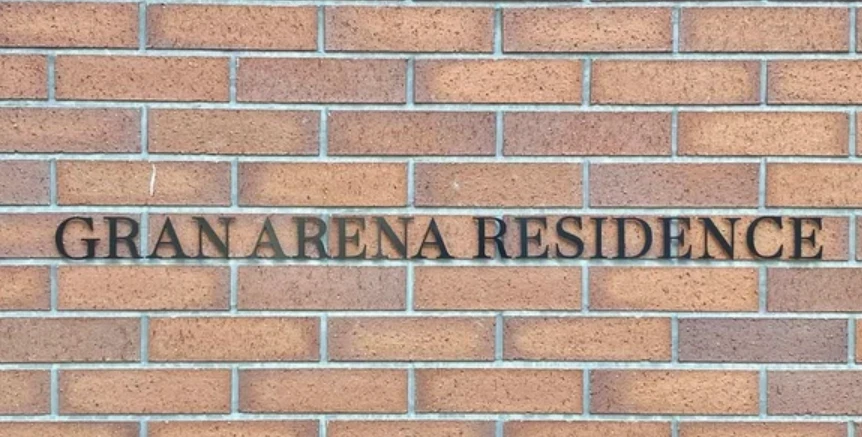 GRAN ARENA RESIDENCE